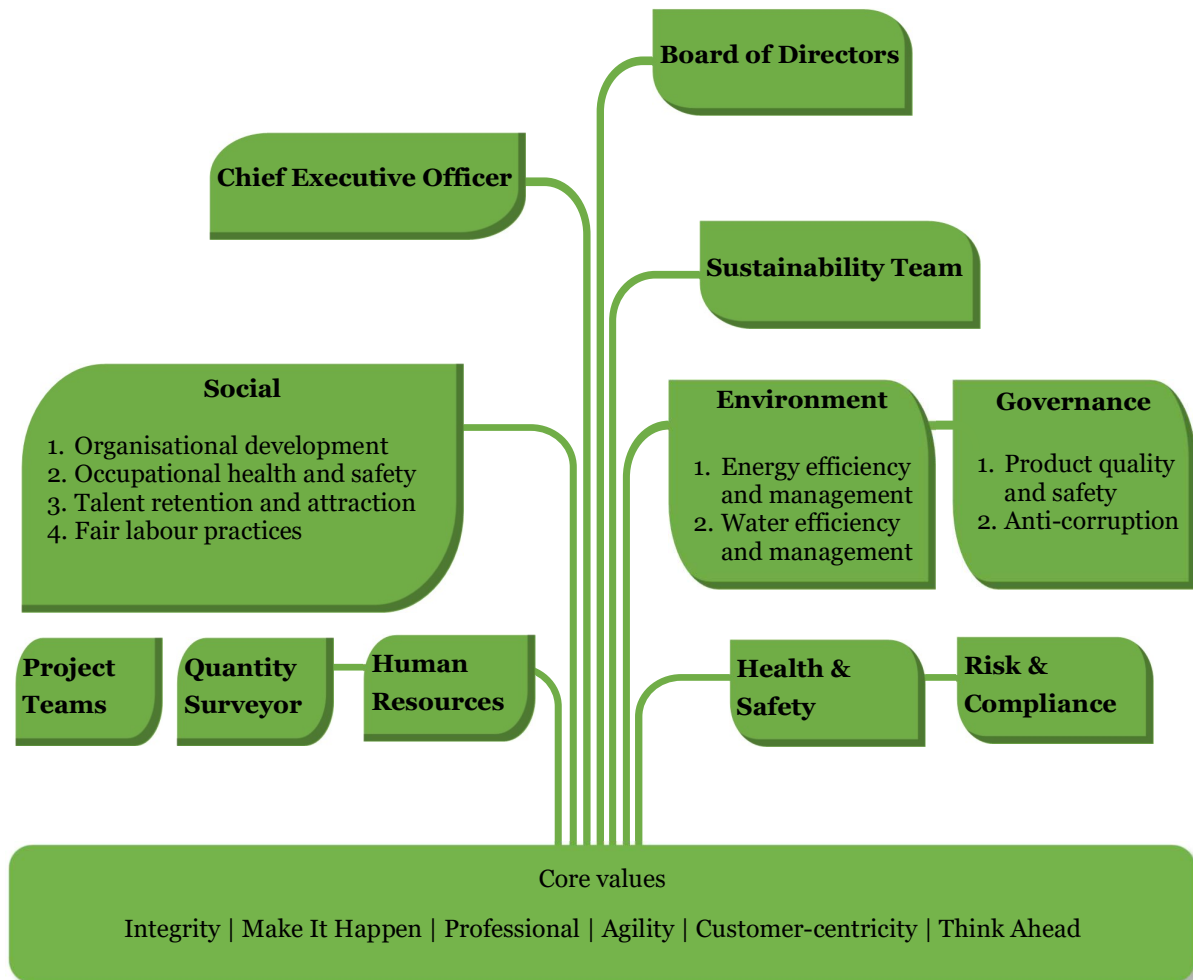 Board of Directors
Chief Executive Officer
Sustainability Team
Social
1. Organisational development
2. Occupational health and safety
3. Talent retention and attraction
4. Fair labour practices
Environment
1. Energy efficiency
and management
2. Water efficiency
and management
Governance
1. Product quality
and safety
2. Anti-corruption
Project
Teams
Quantity
Surveyor
Human
Resources
Health &
Safety
Risk &
Compliance
Core values
Integrity | Make It Happen | Professional | Agility | Customer-centricity | Think Ahead